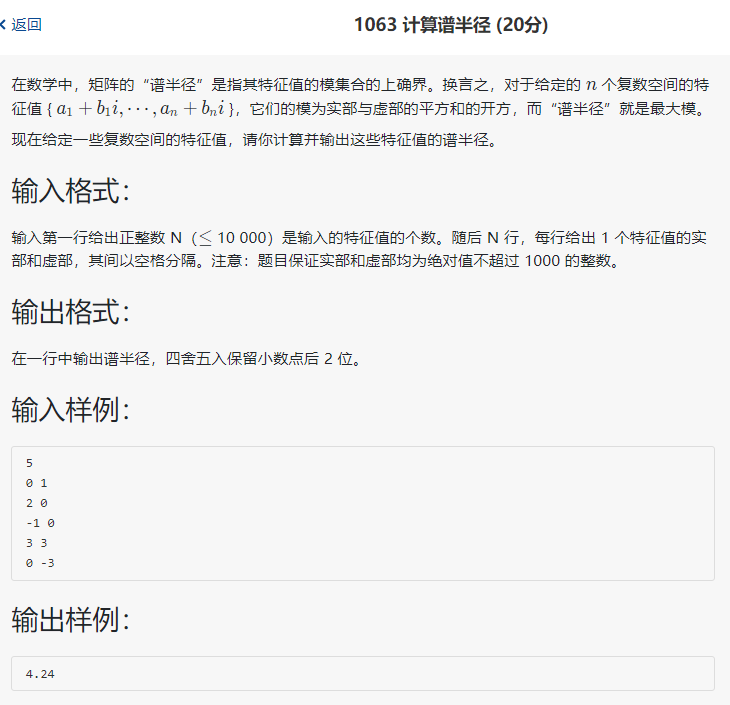 返回
1063 计算谱半径 (20分)
在数学中，矩阵的“谱半径”是指其特征值的模集合的上确界。换言之，对于给定的 n 个复数空间的特
征值 { a₁ + b₁i, ⋯, aₙ + bₙi }，它们的模为实部与虚部的平方和的开方，而“谱半径”就是最大模。
现在给定一些复数空间的特征值，请你计算并输出这些特征值的谱半径。
输入格式：
输入第一行给出正整数 N（≤ 10 000）是输入的特征值的个数。随后 N 行，每行给出 1 个特征值的实
部和虚部，其间以空格分隔。注意：题目保证实部和虚部均为绝对值不超过 1000 的整数。
输出格式：
在一行中输出谱半径，四舍五入保留小数点后 2 位。
输入样例：
5
0 1
2 0
-1 0
3 3
0 -3
输出样例：
4.24